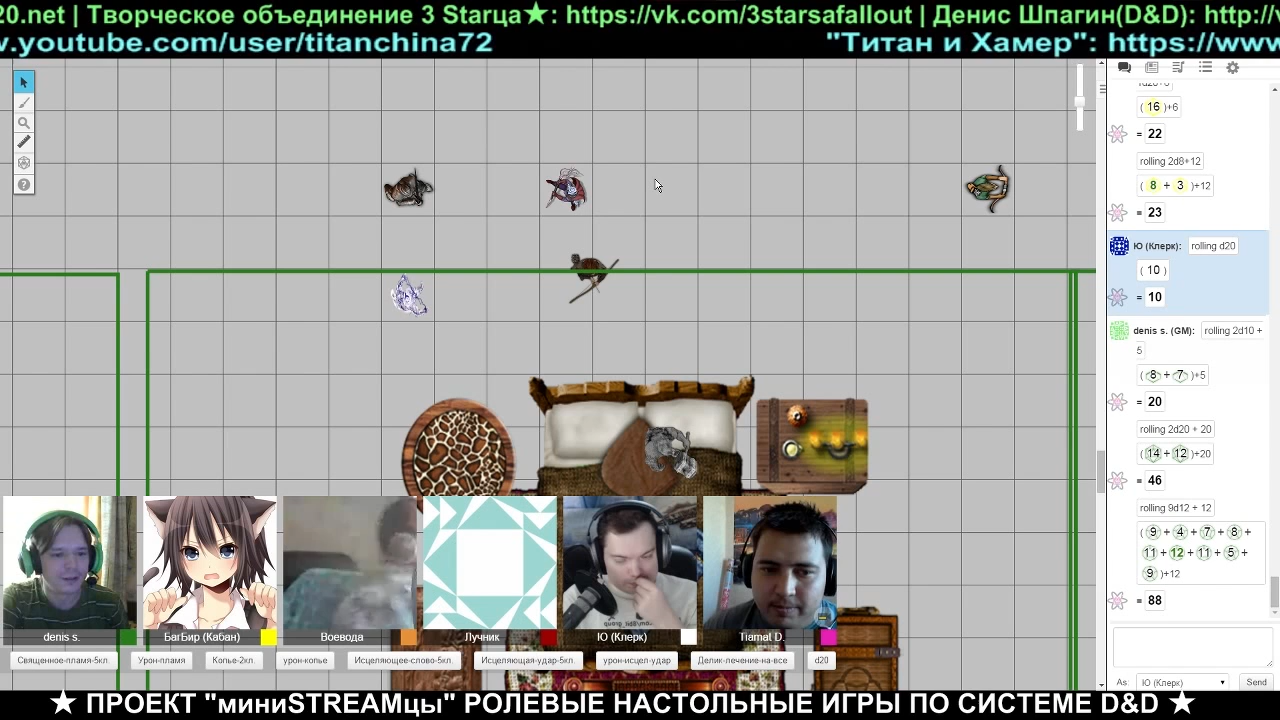 20.net | Творческое объединение 3 Starца★: https://vk.com/3starsafallout | Денис Шпагин(D&D): http://v
v.youtube.com/user/titanchina72
"Титан и Хамер": https://www
( 16 )+6
= 22
rolling 2d8+12
( 8 + 3 )+12
= 23
Ю (Клерк): rolling d20
( 10 )
= 10
denis s. (GM): rolling 2d10 +
5
( 8 + 7 )+5
= 20
rolling 2d20 + 20
( 14 + 12 )+20
= 46
rolling 9d12 + 12
( 9 + 4 + 7 + 8 +
11 + 12 + 11 + 5 +
9 )+12
= 88
denis s.
БагБир (Кабан)
Воевода
Лучник
Ю (Клерк)
Tiamat D.
Священное-пламя-5кл.
Урон-пламя
Копье-2кл.
урон-копье
Исцеляющее-слово-5кл.
Исцеляющая-удар-5кл.
урон-исцел-удар
Делик-лечение-на-все
d20
As: Ю (Клерк)
Send
★ ПРОЕКТ "миниSTREAMцы" РОЛЕВЫЕ НАСТОЛЬНЫЕ ИГРЫ ПО СИСТЕМЕ D&D ★